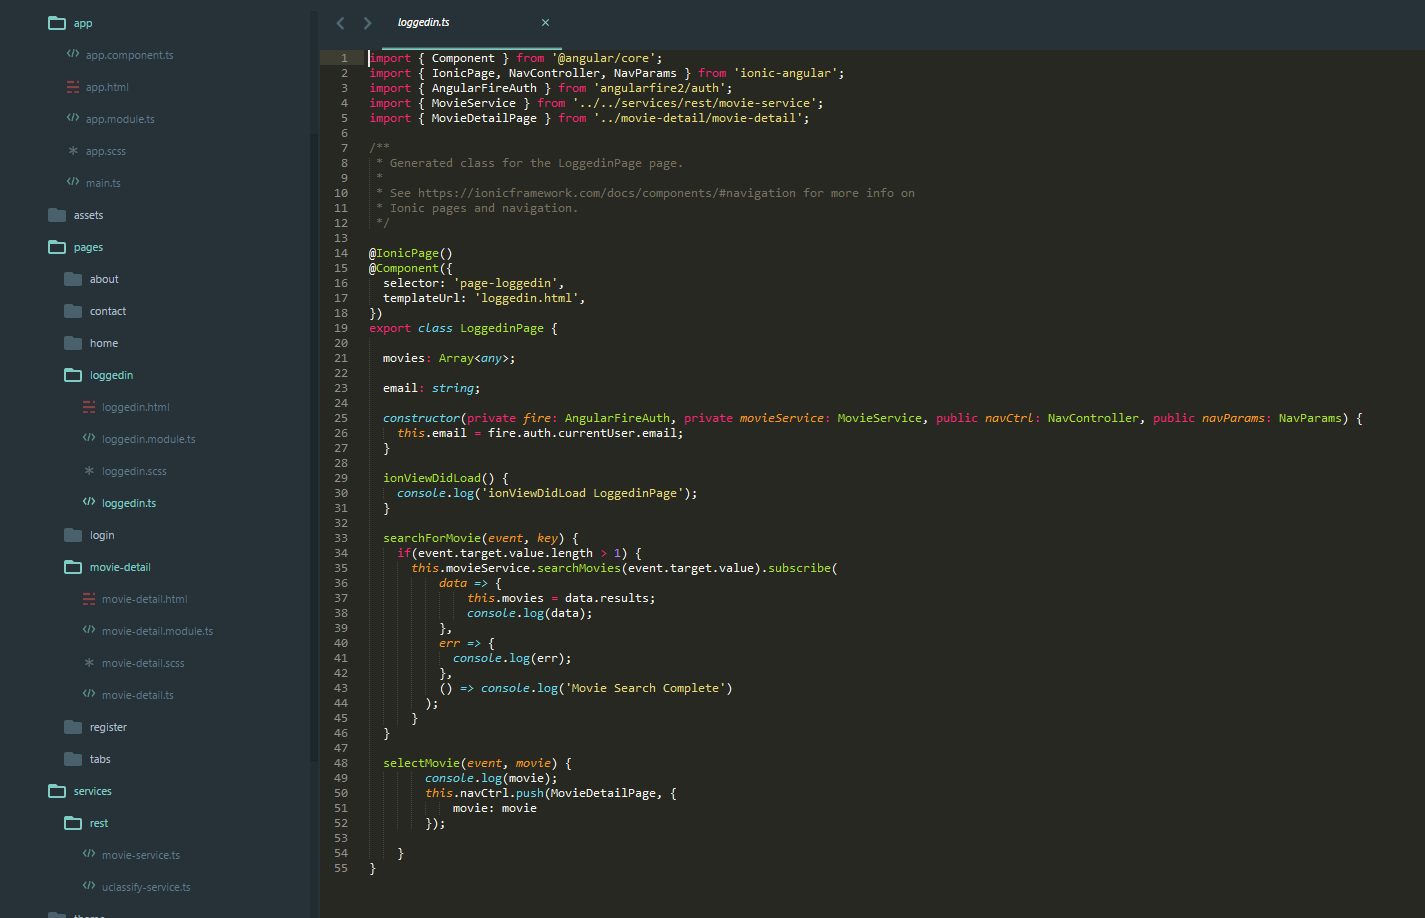 app
app.component.ts
app.html
app.module.ts
app.scss
main.ts
assets
pages
about
contact
home
loggedin
loggedin.html
loggedin.module.ts
loggedin.scss
loggedin.ts
login
movie-detail
movie-detail.html
movie-detail.module.ts
movie-detail.scss
movie-detail.ts
register
tabs
services
rest
movie-service.ts
uclassify-service.ts
loggedin.ts ×
1 import { Component } from '@angular/core';
2 import { IonicPage, NavController, NavParams } from 'ionic-angular';
3 import { AngularFireAuth } from 'angularfire2/auth';
4 import { MovieService } from '../../services/rest/movie-service';
5 import { MovieDetailPage } from '../movie-detail/movie-detail';
6
7 /**
8 * Generated class for the LoggedinPage page.
9 *
10 * See https://ionicframework.com/docs/components/#navigation for more info on
11 * Ionic pages and navigation.
12 */
13
14 @IonicPage()
15 @Component({
16 selector: 'page-loggedin',
17 templateUrl: 'loggedin.html',
18 })
19 export class LoggedinPage {
20
21 movies: Array<any>;
22
23 email: string;
24
25 constructor(private fire: AngularFireAuth, private movieService: MovieService, public navCtrl: NavController, public navParams: NavParams) {
26 this.email = fire.auth.currentUser.email;
27 }
28
29 ionViewDidLoad() {
30 console.log('ionViewDidLoad LoggedinPage');
31 }
32
33 searchForMovie(event, key) {
34 if(event.target.value.length > 1) {
35 this.movieService.searchMovies(event.target.value).subscribe(
36 data => {
37 this.movies = data.results;
38 console.log(data);
39 },
40 err => {
41 console.log(err);
42 },
43 () => console.log('Movie Search Complete')
44 );
45 }
46 }
47
48 selectMovie(event, movie) {
49 console.log(movie);
50 this.navCtrl.push(MovieDetailPage, {
51 movie: movie
52 });
53
54 }
55 }